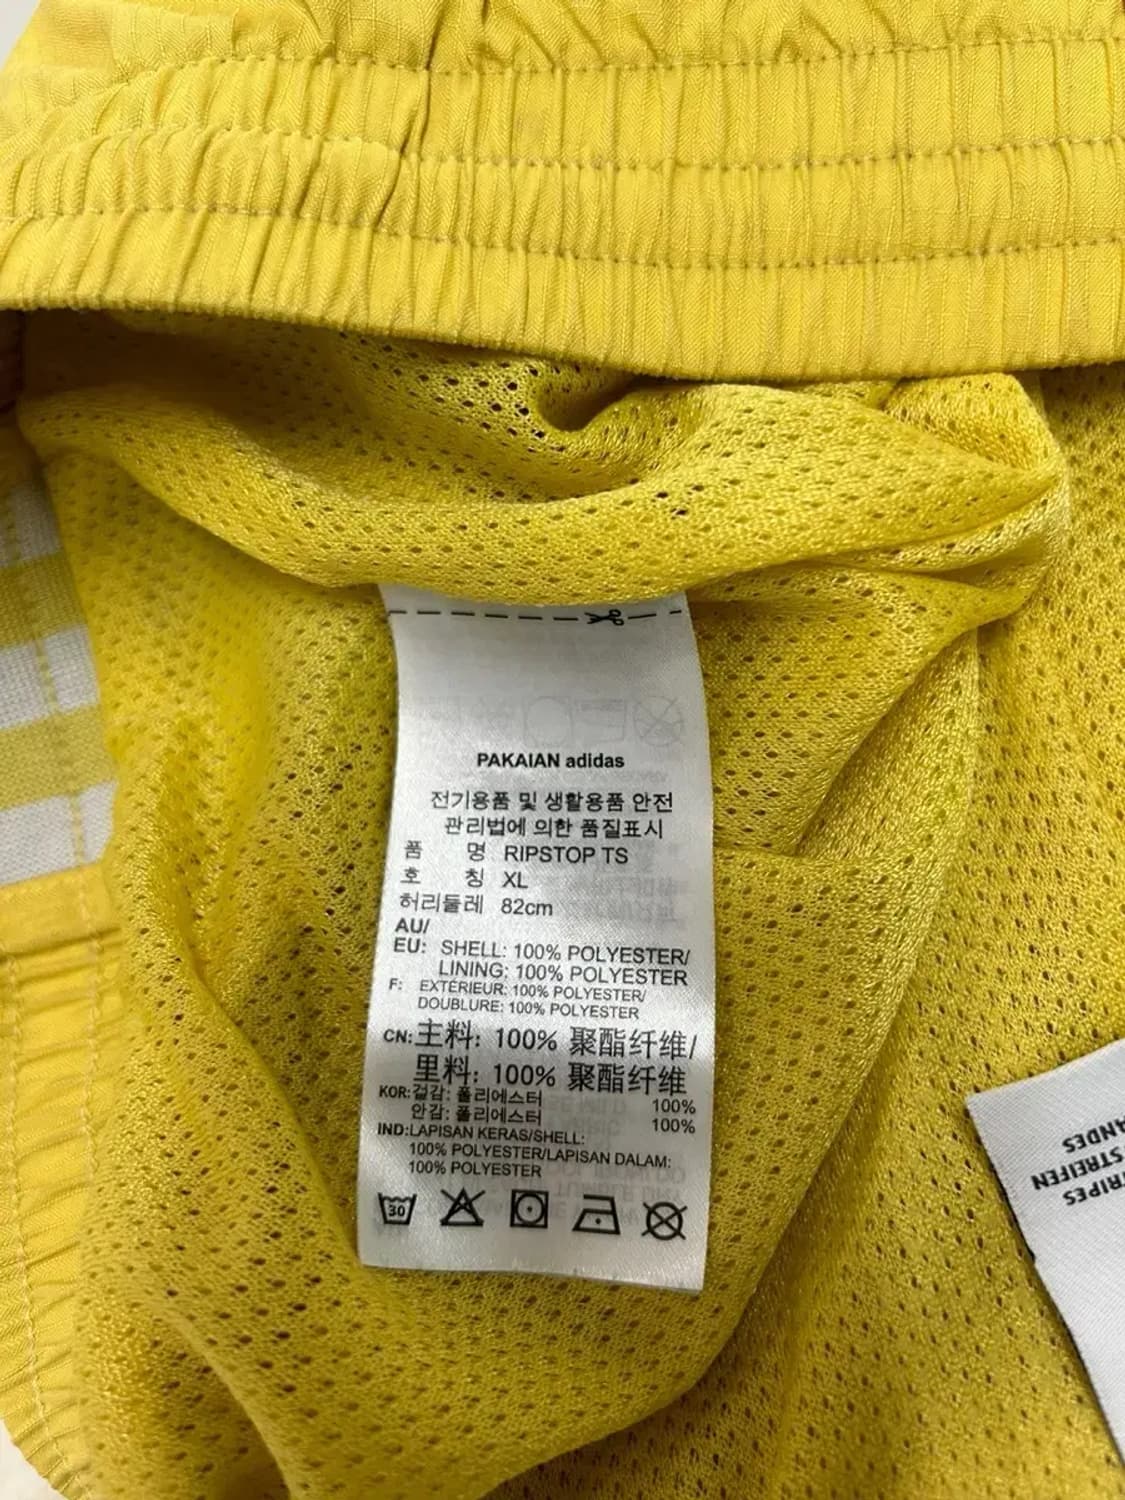 PAKAIAN adidas
전기용품 및 생활용품 안전
관리법에 의한 품질표시
품 명 RIPSTOP TS
호 칭 XL
허리둘레 82cm
AU/
EU: SHELL: 100% POLYESTER/
LINING: 100% POLYESTER
F: EXTÉRIEUR: 100% POLYESTER/
DOUBLURE: 100% POLYESTER
CN: 主料: 100% 聚酯纤维/
里料: 100% 聚酯纤维
KOR: 겉감: 폴리에스터 100%
안감: 폴리에스터 100%
IND: LAPISAN KERAS/SHELL:
100% POLYESTER/LAPISAN DALAM:
100% POLYESTER
30
TRIPES
STREIFEN
ANDES